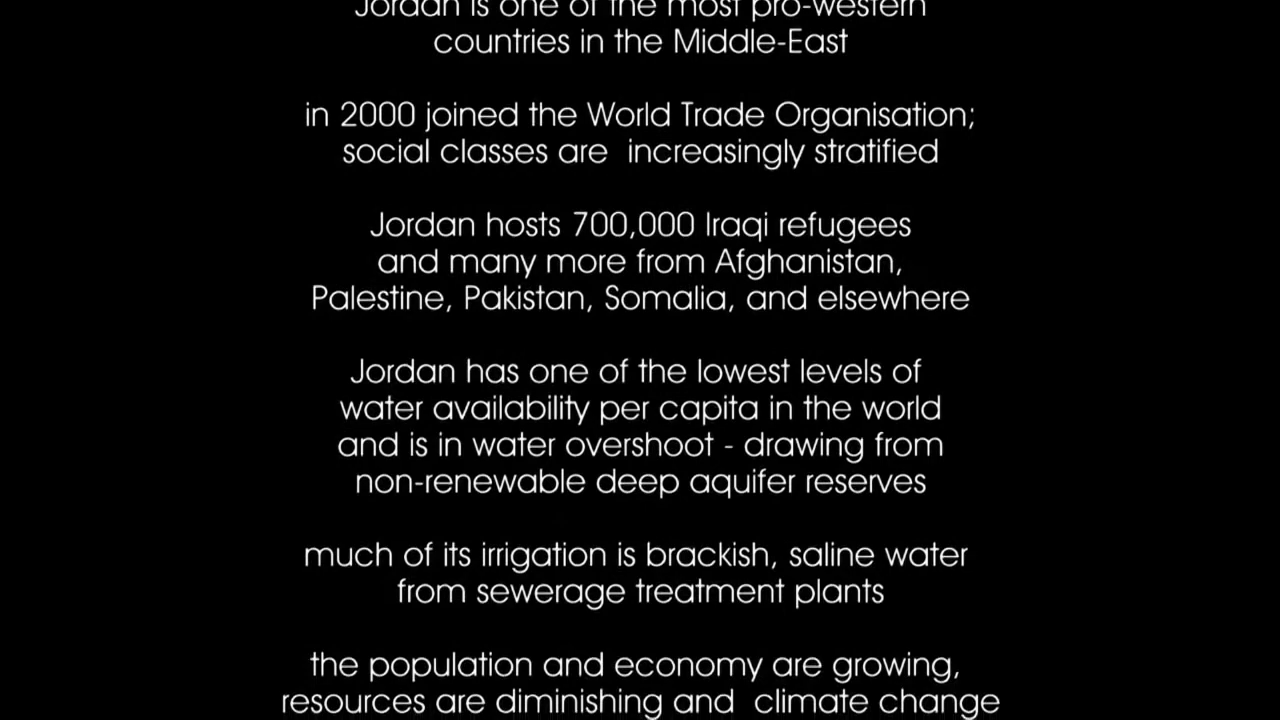 Jordan is one of the most pro-western
countries in the Middle-East
in 2000 joined the World Trade Organisation;
social classes are  increasingly stratified
Jordan hosts 700,000 Iraqi refugees
and many more from Afghanistan,
Palestine, Pakistan, Somalia, and elsewhere
Jordan has one of the lowest levels of
water availability per capita in the world
and is in water overshoot - drawing from
non-renewable deep aquifer reserves
much of its irrigation is brackish, saline water
from sewerage treatment plants
the population and economy are growing,
resources are diminishing and  climate change